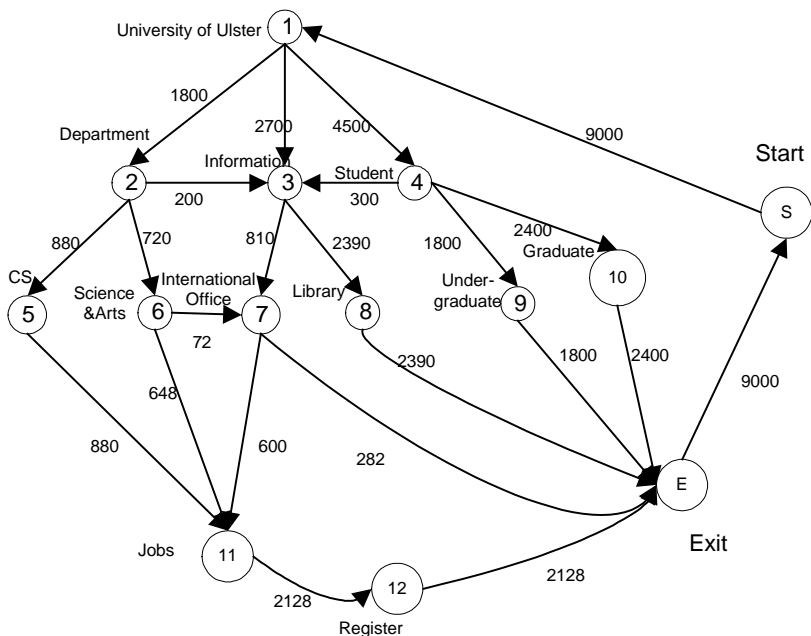 University of Ulster
1
1800
2700
4500
9000
Department
Information
Student
Start
2
200
3
300
4
S
880
720
810
2390
1800
2400
Graduate
CS
Science
&Arts
International
Office
Library
Under-
graduate
10
5
6
72
7
8
9
2390
1800
2400
9000
648
880
600
282
E
Exit
Jobs
11
2128
12
2128
Register